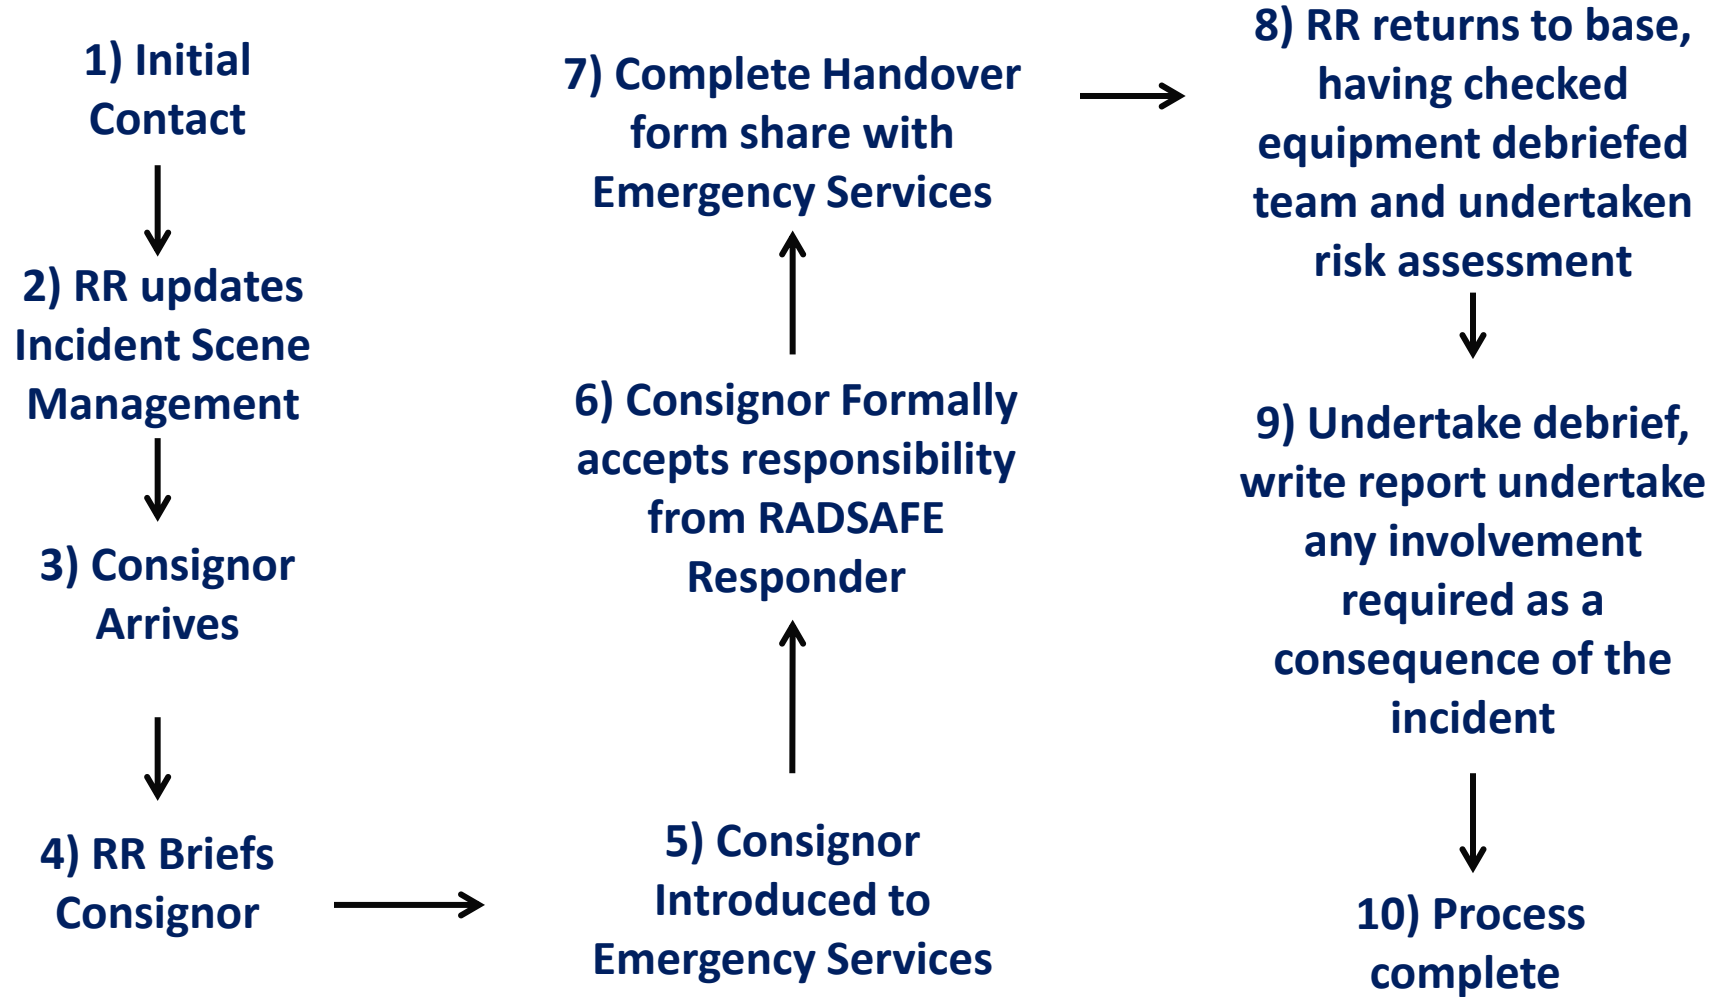 1) Initial
Contact
2) RR updates
Incident Scene
Management
3) Consignor
Arrives
4) RR Briefs
Consignor
5) Consignor
Introduced to
Emergency Services
6) Consignor Formally
accepts responsibility
from RADSAFE
Responder
7) Complete Handover
form share with
Emergency Services
8) RR returns to base,
having checked
equipment debriefed
team and undertaken
risk assessment
9) Undertake debrief,
write report undertake
any involvement
required as a
consequence of the
incident
10) Process
complete